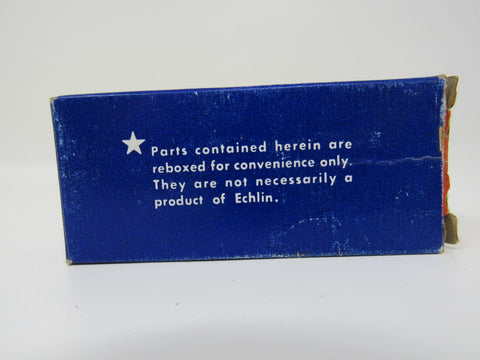 Parts contained herein are
reboxed for convenience only.
They are not necessarily a
product of Echlin.